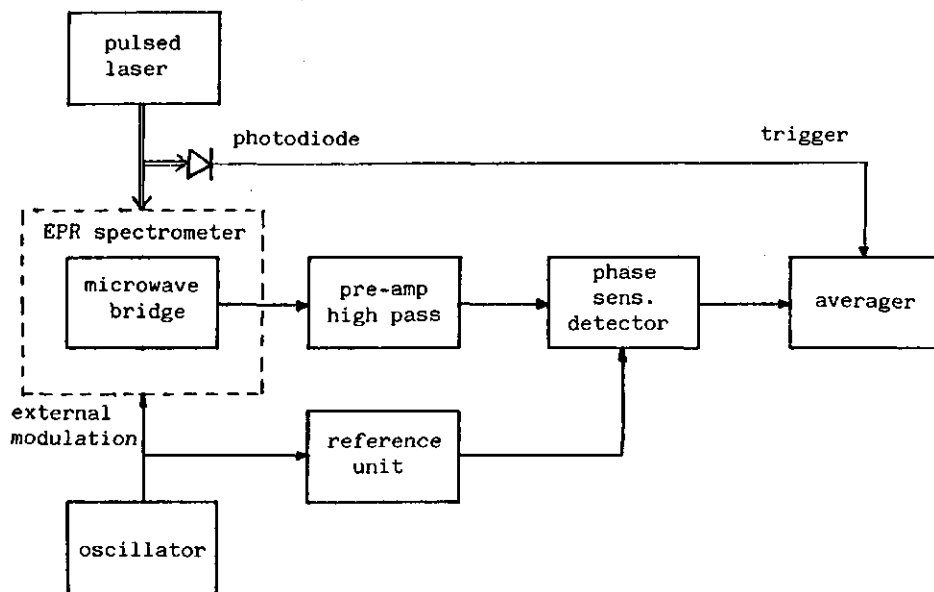 pulsed
laser
photodiode
trigger
EPR spectrometer
microwave
bridge
pre-amp
high pass
phase
sens.
detector
averager
external
modulation
reference
unit
oscillator